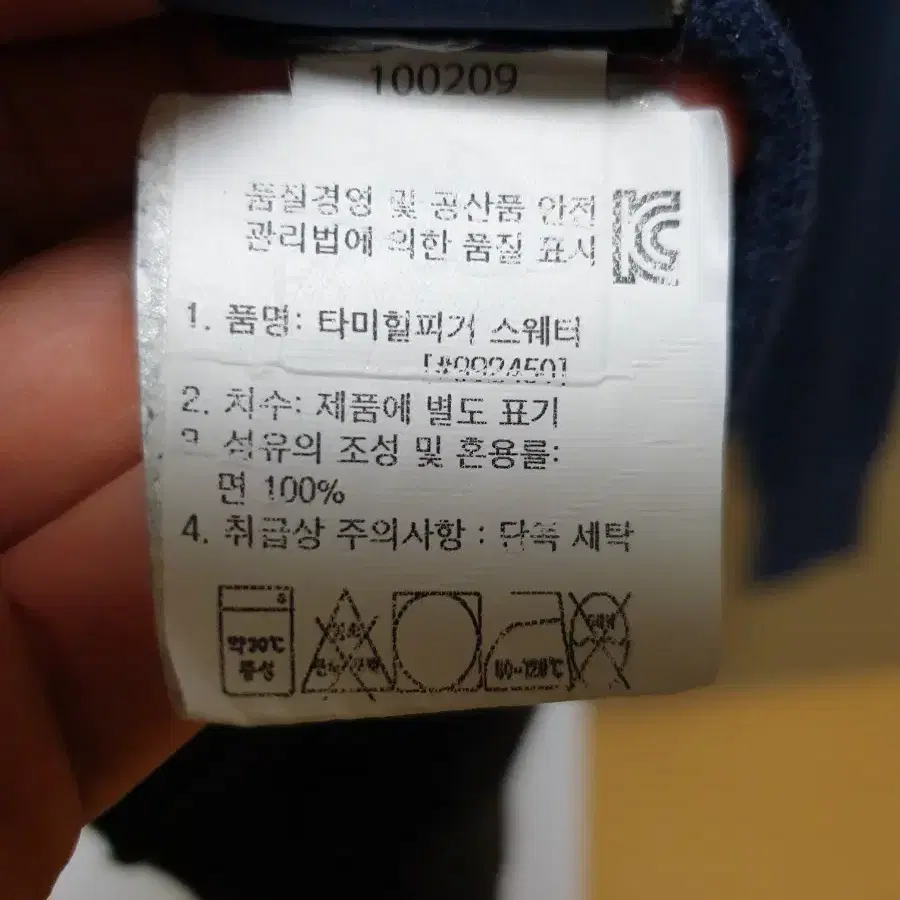 100209
품질경영 및 공산품 안전
관리법에 의한 품질 표시
1. 품명: 타미힐피거 스웨터
2. 치수: 제품에 별도 표기
3. 섬유의 조성 및 혼용률:
면 100%
4. 취급상 주의사항 : 단독 세탁
약30℃
중성